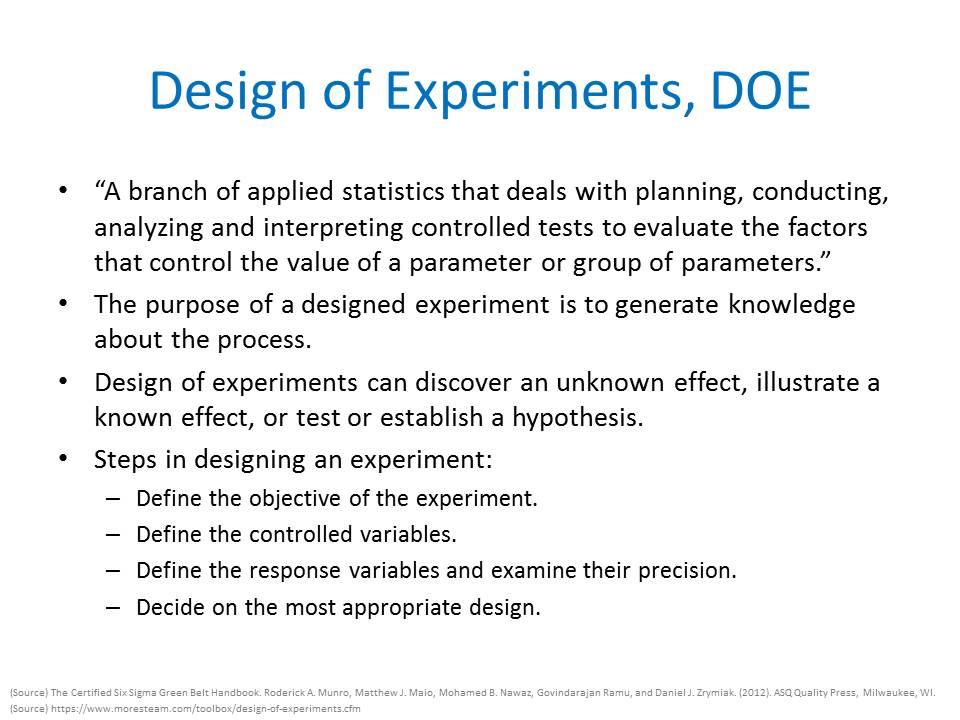 Design of Experiments, DOE
• “A branch of applied statistics that deals with planning, conducting,
analyzing and interpreting controlled tests to evaluate the factors
that control the value of a parameter or group of parameters.”
• The purpose of a designed experiment is to generate knowledge
about the process.
• Design of experiments can discover an unknown effect, illustrate a
known effect, or test or establish a hypothesis.
• Steps in designing an experiment:
– Define the objective of the experiment.
– Define the controlled variables.
– Define the response variables and examine their precision.
– Decide on the most appropriate design.
(Source) The Certified Six Sigma Green Belt Handbook. Roderick A. Munro, Matthew J. Maio, Mohamed B. Nawaz, Govindarajan Ramu, and Daniel J. Zrymiak. (2012). ASQ Quality Press, Milwaukee, WI.
(Source) https://www.moresteam.com/toolbox/design-of-experiments.cfm